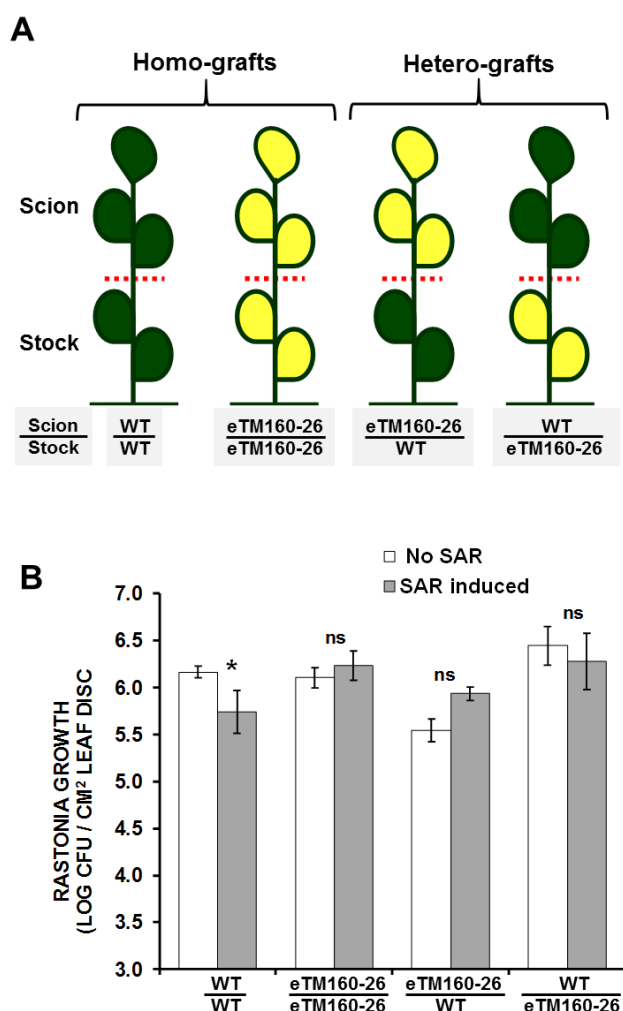 A
Homo-grafts Hetero-grafts
Scion
Stock
Scion WT eTM160-26 eTM160-26 WT
Stock WT eTM160-26 WT eTM160-26
B
No SAR
SAR induced
RASTONIA GROWTH
(LOG CFU / CM² LEAF DISC
7.0
6.5
6.0
5.5
5.0
4.5
4.0
3.5
3.0
* ns ns ns
WT eTM160-26 eTM160-26 WT
WT eTM160-26 WT eTM160-26